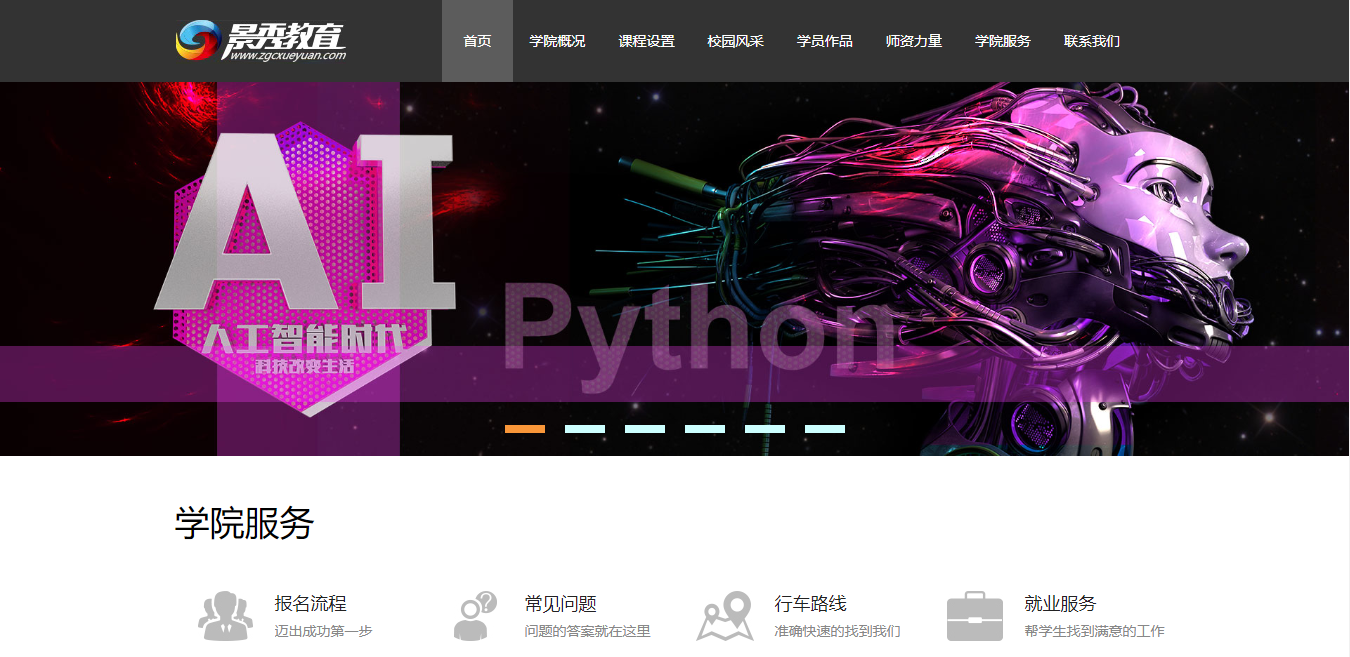 景秀教育
www.zgcxueyuan.com
首页 学院概况 课程设置 校园风采 学员作品 师资力量 学院服务 联系我们
AI
人工智能时代
科技改变生活
Python
学院服务
报名流程 常见问题 行车路线 就业服务
迈出成功第一步 问题的答案就在这里 准确快速的找到我们 帮学生找到满意的工作